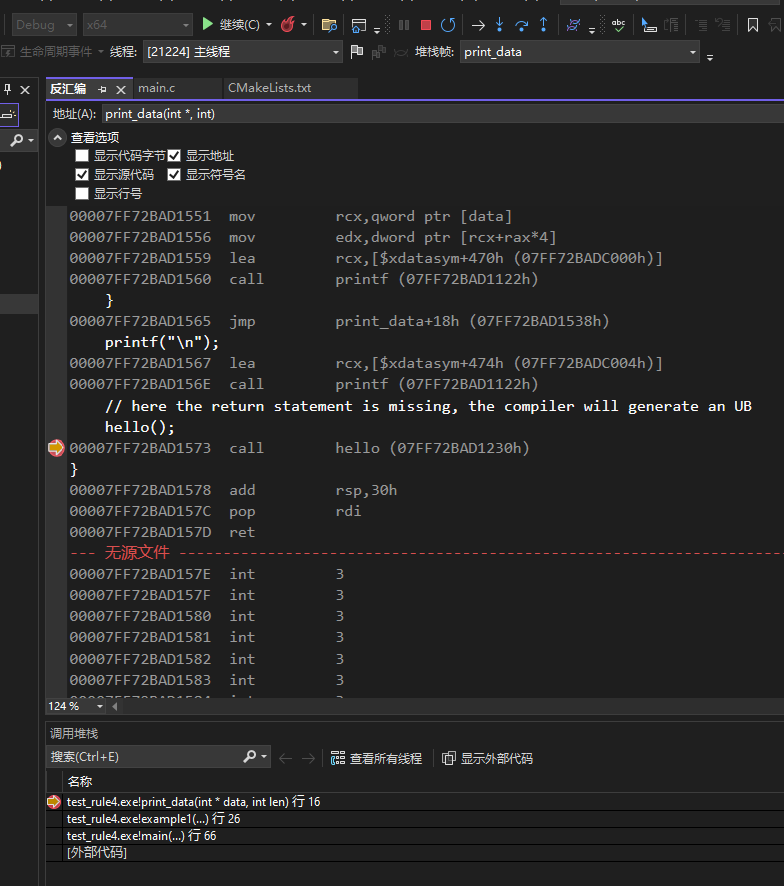 Debug x64 继续(C)
生命周期事件 线程: [21224] 主线程 堆栈帧: print_data
反汇编 main.c CMakeLists.txt
地址(A): print_data(int *, int)
查看选项
显示代码字节 显示地址
显示源代码 显示符号名
显示行号
00007FF72BAD1551 mov rcx,qword ptr [data]
00007FF72BAD1556 mov edx,dword ptr [rcx+rax*4]
00007FF72BAD1559 lea rcx,[$xdatasym+470h (07FF72BADC000h)]
00007FF72BAD1560 call printf (07FF72BAD1122h)
}
00007FF72BAD1565 jmp print_data+18h (07FF72BAD1538h)
printf("\n");
00007FF72BAD1567 lea rcx,[$xdatasym+474h (07FF72BADC004h)]
00007FF72BAD156E call printf (07FF72BAD1122h)
// here the return statement is missing, the compiler will generate an UB
hello();
00007FF72BAD1573 call hello (07FF72BAD1230h)
}
00007FF72BAD1578 add rsp,30h
00007FF72BAD157C pop rdi
00007FF72BAD157D ret
--- 无源文件 ---
00007FF72BAD157E int 3
00007FF72BAD157F int 3
00007FF72BAD1580 int 3
00007FF72BAD1581 int 3
00007FF72BAD1582 int 3
00007FF72BAD1583 int 3
124 %
调用堆栈
搜索(Ctrl+E) 查看所有线程 显示外部代码
名称
test_rule4.exe!print_data(int * data, int len) 行 16
test_rule4.exe!example1(...) 行 26
test_rule4.exe!main(...) 行 66
[外部代码]